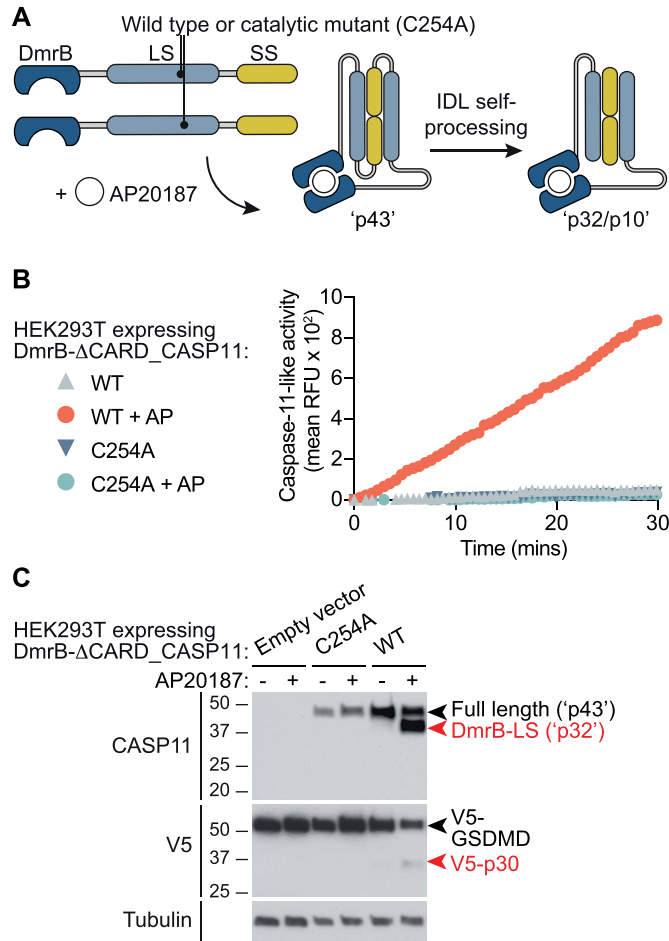 A
Wild type or catalytic mutant (C254A)
DmrB LS SS
+ AP20187
'p43'
IDL self-
processing
'p32/p10'
B
HEK293T expressing
DmrB-ΔCARD_CASP11:
WT
WT + AP
C254A
C254A + AP
Caspase-11-like activity
(mean RFU x 10²)
10
8
6
4
2
0
0 10 20 30
Time (mins)
C
HEK293T expressing
DmrB-ΔCARD_CASP11:
Empty vector
C254A
WT
AP20187: - + - + - +
CASP11
50
37
25
20
Full length ('p43')
DmrB-LS ('p32')
V5
50
37
25
V5-
GSDMD
V5-p30
Tubulin